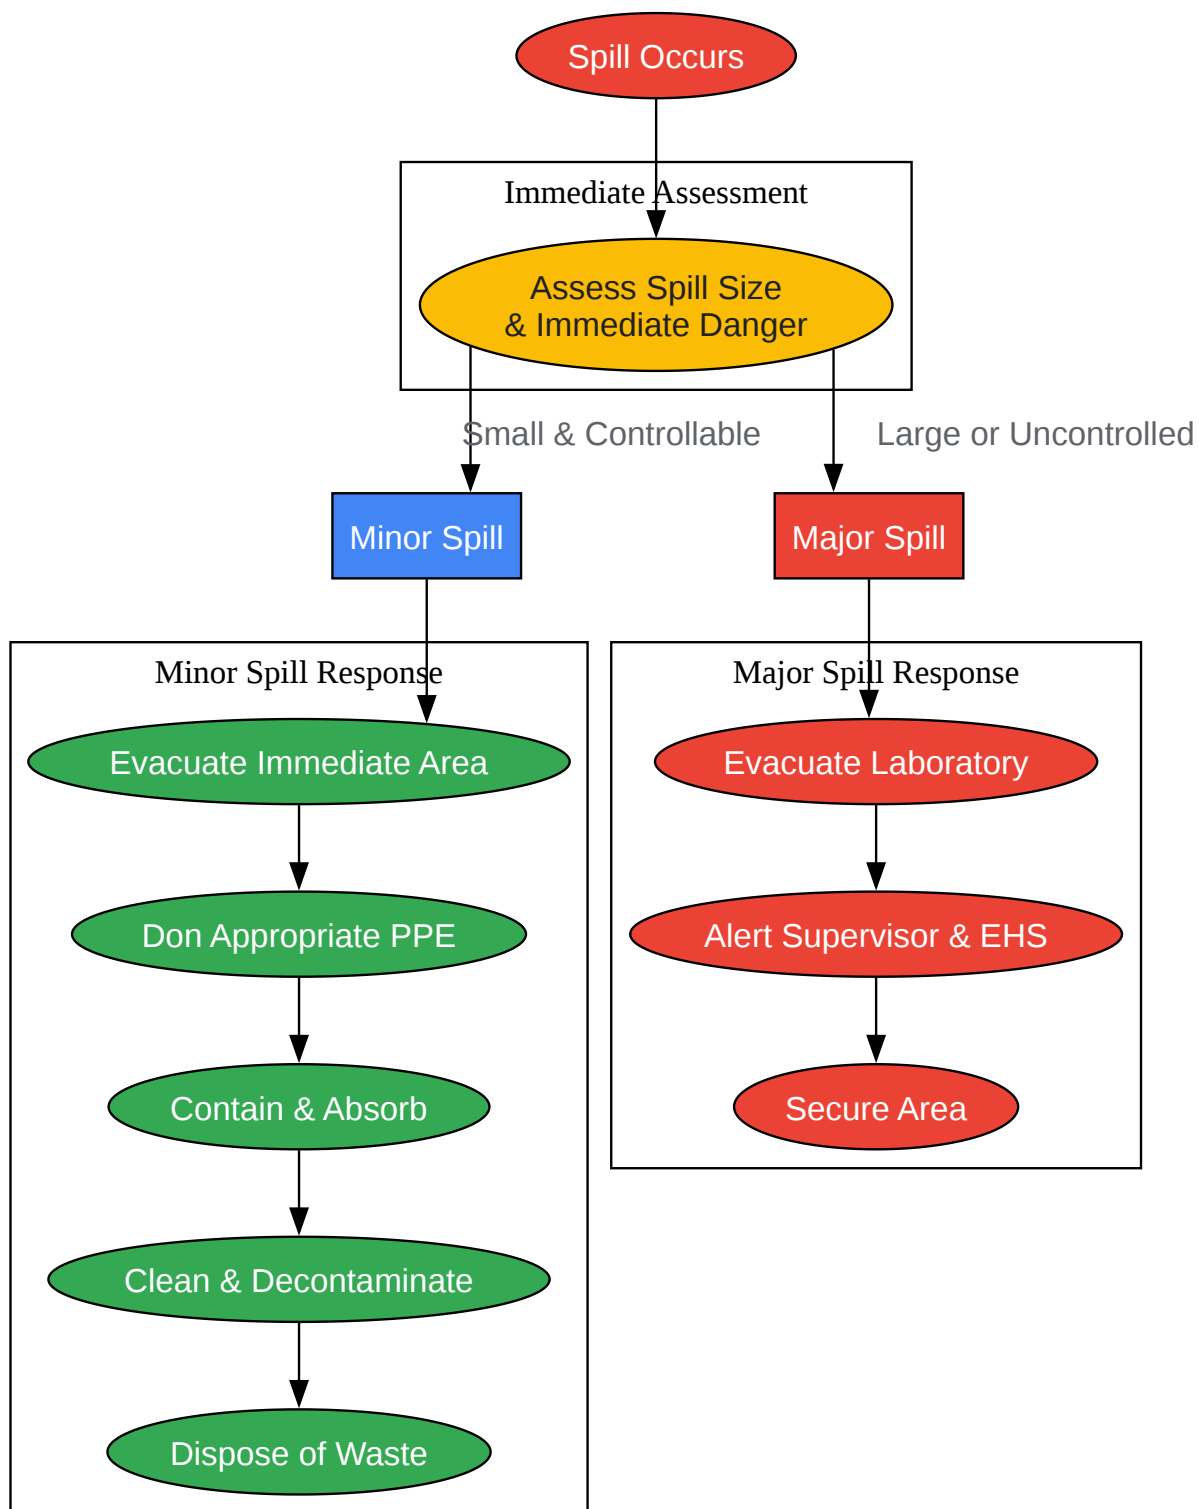 Spill Occurs
Immediate Assessment
Assess Spill Size
& Immediate Danger
Small & Controllable
Large or Uncontrolled
Minor Spill
Major Spill
Minor Spill Response
Major Spill Response
Evacuate Immediate Area
Evacuate Laboratory
Don Appropriate PPE
Alert Supervisor & EHS
Contain & Absorb
Secure Area
Clean & Decontaminate
Dispose of Waste